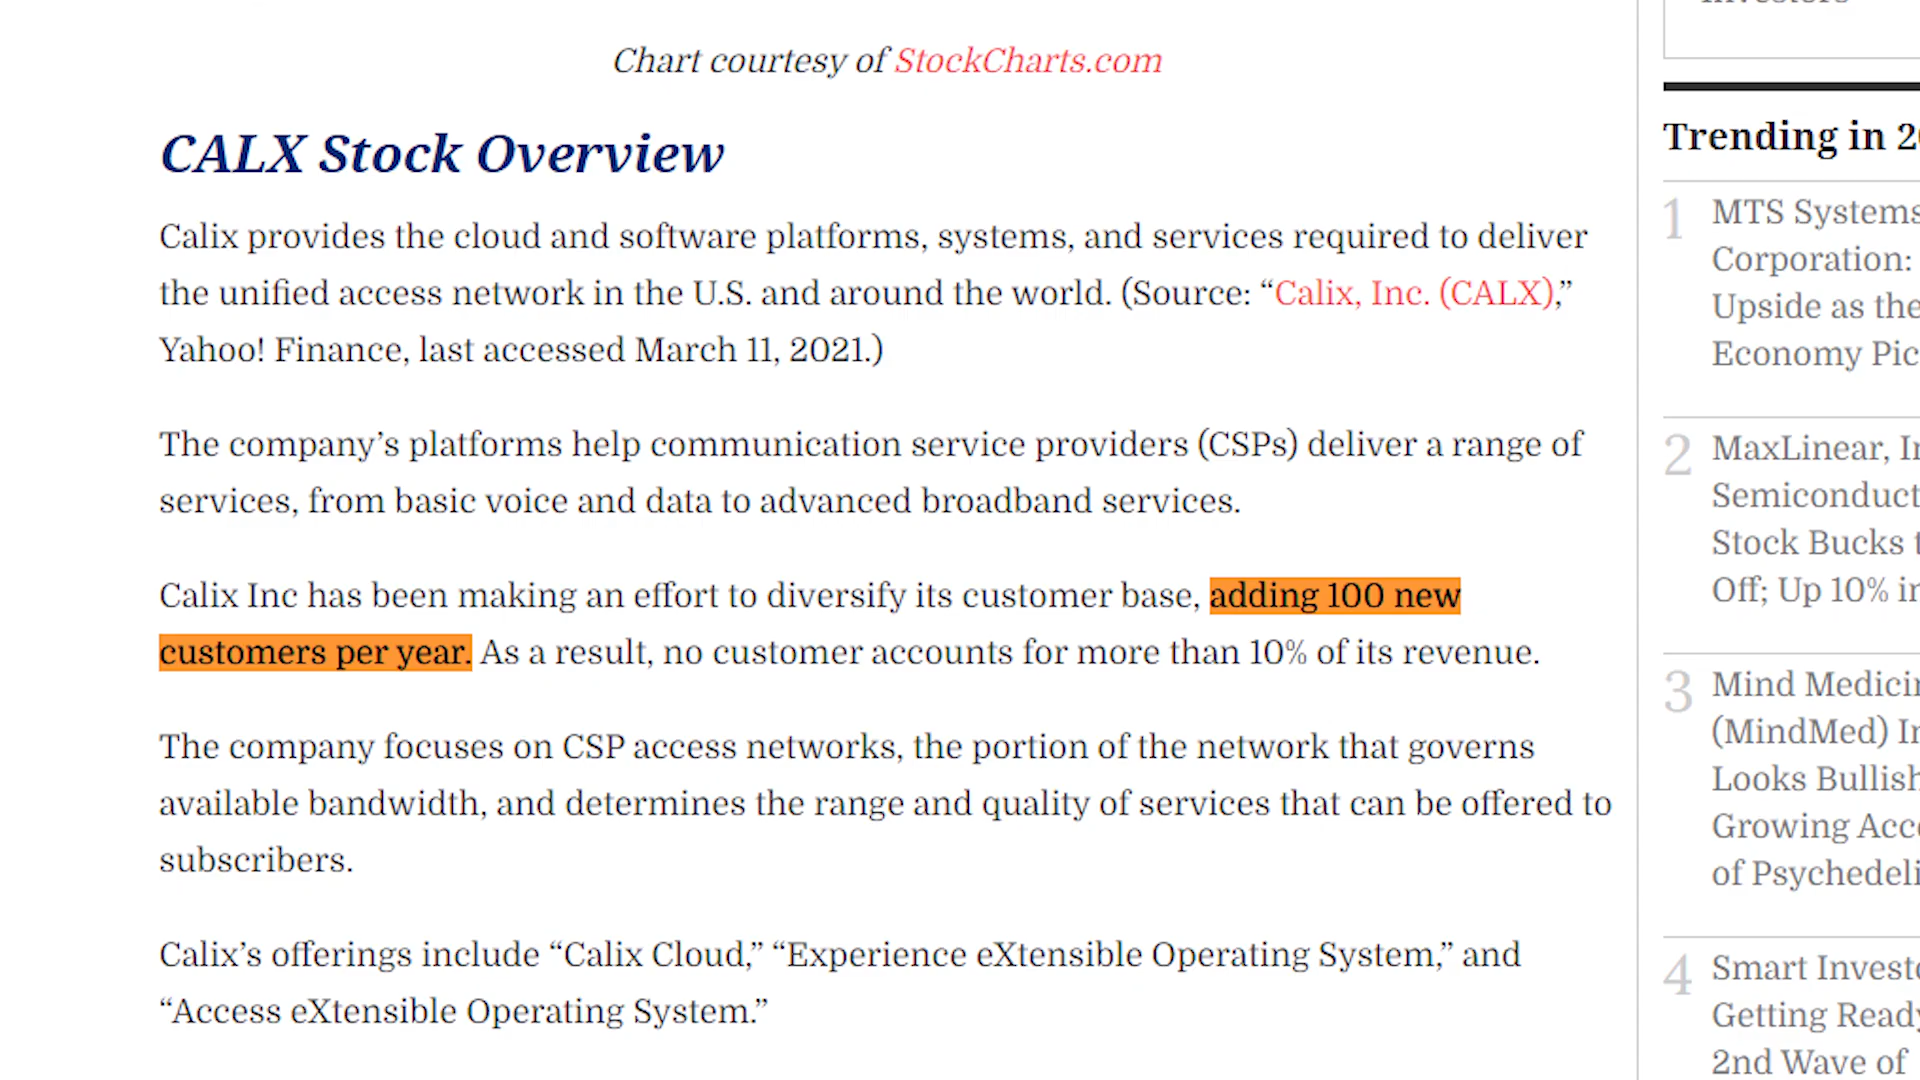 Chart courtesy of StockCharts.com
CALX Stock Overview
Calix provides the cloud and software platforms, systems, and services required to deliver
the unified access network in the U.S. and around the world. (Source: “Calix, Inc. (CALX),”
Yahoo! Finance, last accessed March 11, 2021.)
The company’s platforms help communication service providers (CSPs) deliver a range of
services, from basic voice and data to advanced broadband services.
Calix Inc has been making an effort to diversify its customer base, adding 100 new
customers per year. As a result, no customer accounts for more than 10% of its revenue.
The company focuses on CSP access networks, the portion of the network that governs
available bandwidth, and determines the range and quality of services that can be offered to
subscribers.
Calix’s offerings include “Calix Cloud,” “Experience eXtensible Operating System,” and
“Access eXtensible Operating System.”
Trending in
1
MTS Systems
Corporation:
Upside as the
Economy
2
MaxLinear,
Stock Bucks
Off; Up 10%
3
Mind
(MindMed)
Looks Bullish
Growing
of
4
Smart
Getting Ready
2nd Wave of